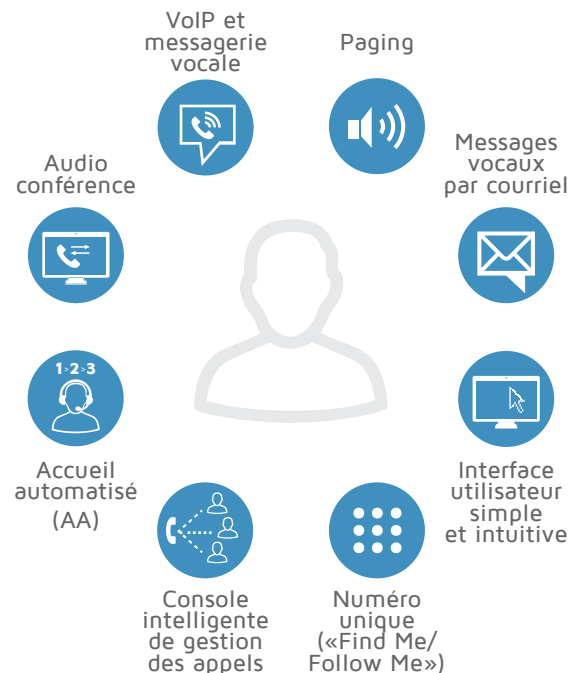 VoIP et
messagerie
vocale
Paging
Messages
vocaux
par courriel
Audio
conférence
1>2>3
Accueil
automatisé
(AA)
Interface
utilisateur
simple
et intuitive
Console
intelligente
de gestion
des appels
Numéro
unique
(«Find Me/
Follow Me»)